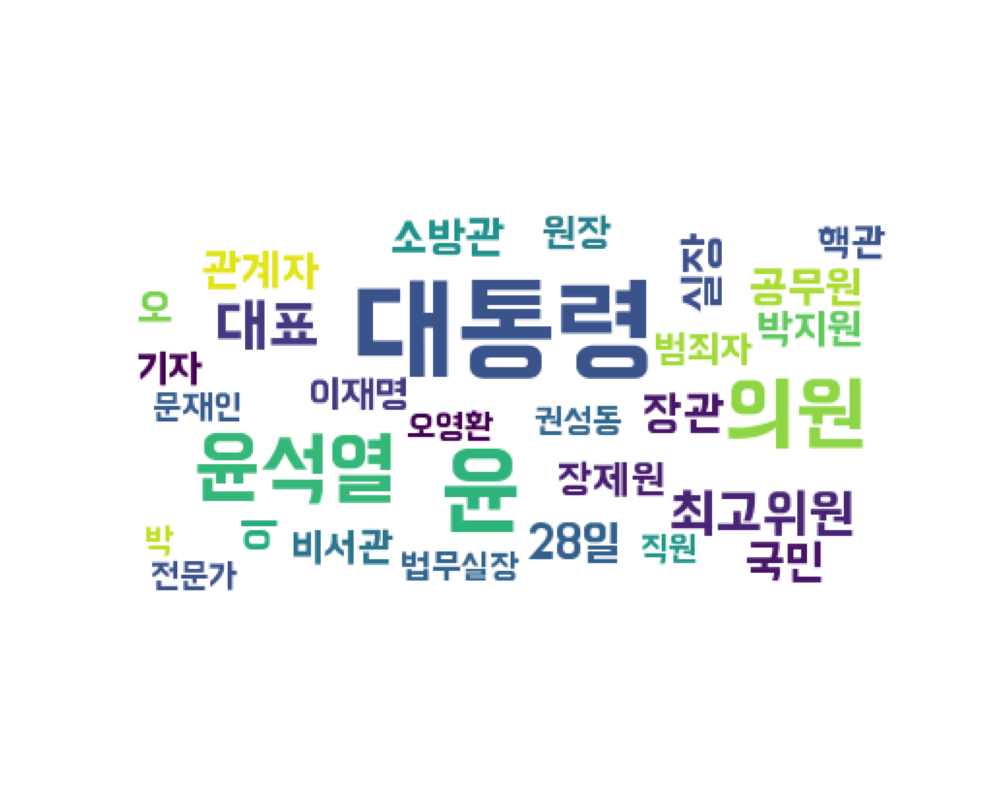 소방관
원장
핵관
관계자
실장
공무원
오
대표
대통령
박지원
범죄자
기자
이재명
문재인
오영환
권성동
장관
의원
윤석열
윤
장제원
최고위원
박
이
비서관
28일
직원
국민
전문가
법무실장